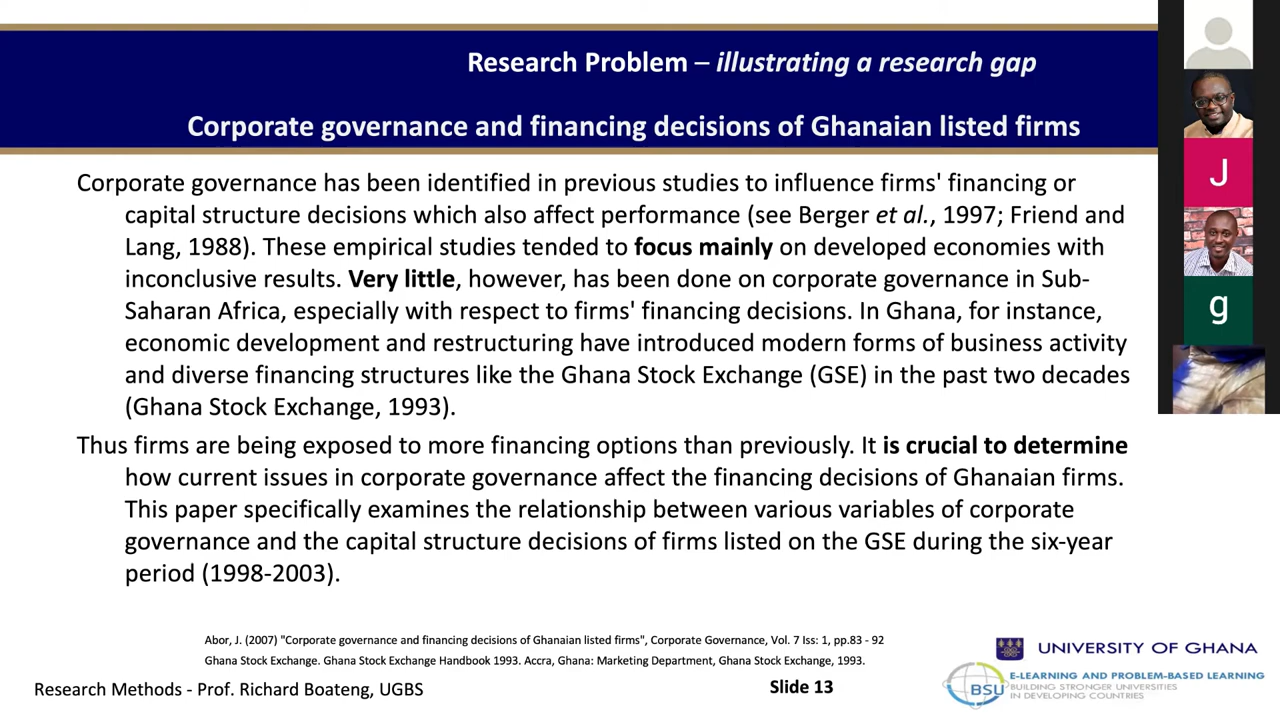 Research Problem – illustrating a research gap
Corporate governance and financing decisions of Ghanaian listed firms
Corporate governance has been identified in previous studies to influence firms' financing or
capital structure decisions which also affect performance (see Berger et al., 1997; Friend and
Lang, 1988). These empirical studies tended to focus mainly on developed economies with
inconclusive results. Very little, however, has been done on corporate governance in Sub-
Saharan Africa, especially with respect to firms' financing decisions. In Ghana, for instance,
economic development and restructuring have introduced modern forms of business activity
and diverse financing structures like the Ghana Stock Exchange (GSE) in the past two decades
(Ghana Stock Exchange, 1993).
Thus firms are being exposed to more financing options than previously. It is crucial to determine
how current issues in corporate governance affect the financing decisions of Ghanaian firms.
This paper specifically examines the relationship between various variables of corporate
governance and the capital structure decisions of firms listed on the GSE during the six-year
period (1998-2003).
Abor, J. (2007) "Corporate governance and financing decisions of Ghanaian listed firms", Corporate Governance, Vol. 7 Iss: 1, pp.83 - 92
Ghana Stock Exchange. Ghana Stock Exchange Handbook 1993. Accra, Ghana: Marketing Department, Ghana Stock Exchange, 1993.
Research Methods - Prof. Richard Boateng, UGBS
Slide 13
UNIVERSITY OF GHANA
BSU
E-LEARNING AND PROBLEM-BASED LEARNING
BUILDING STRONGER UNIVERSITIES
IN DEVELOPING COUNTRIES
J
g